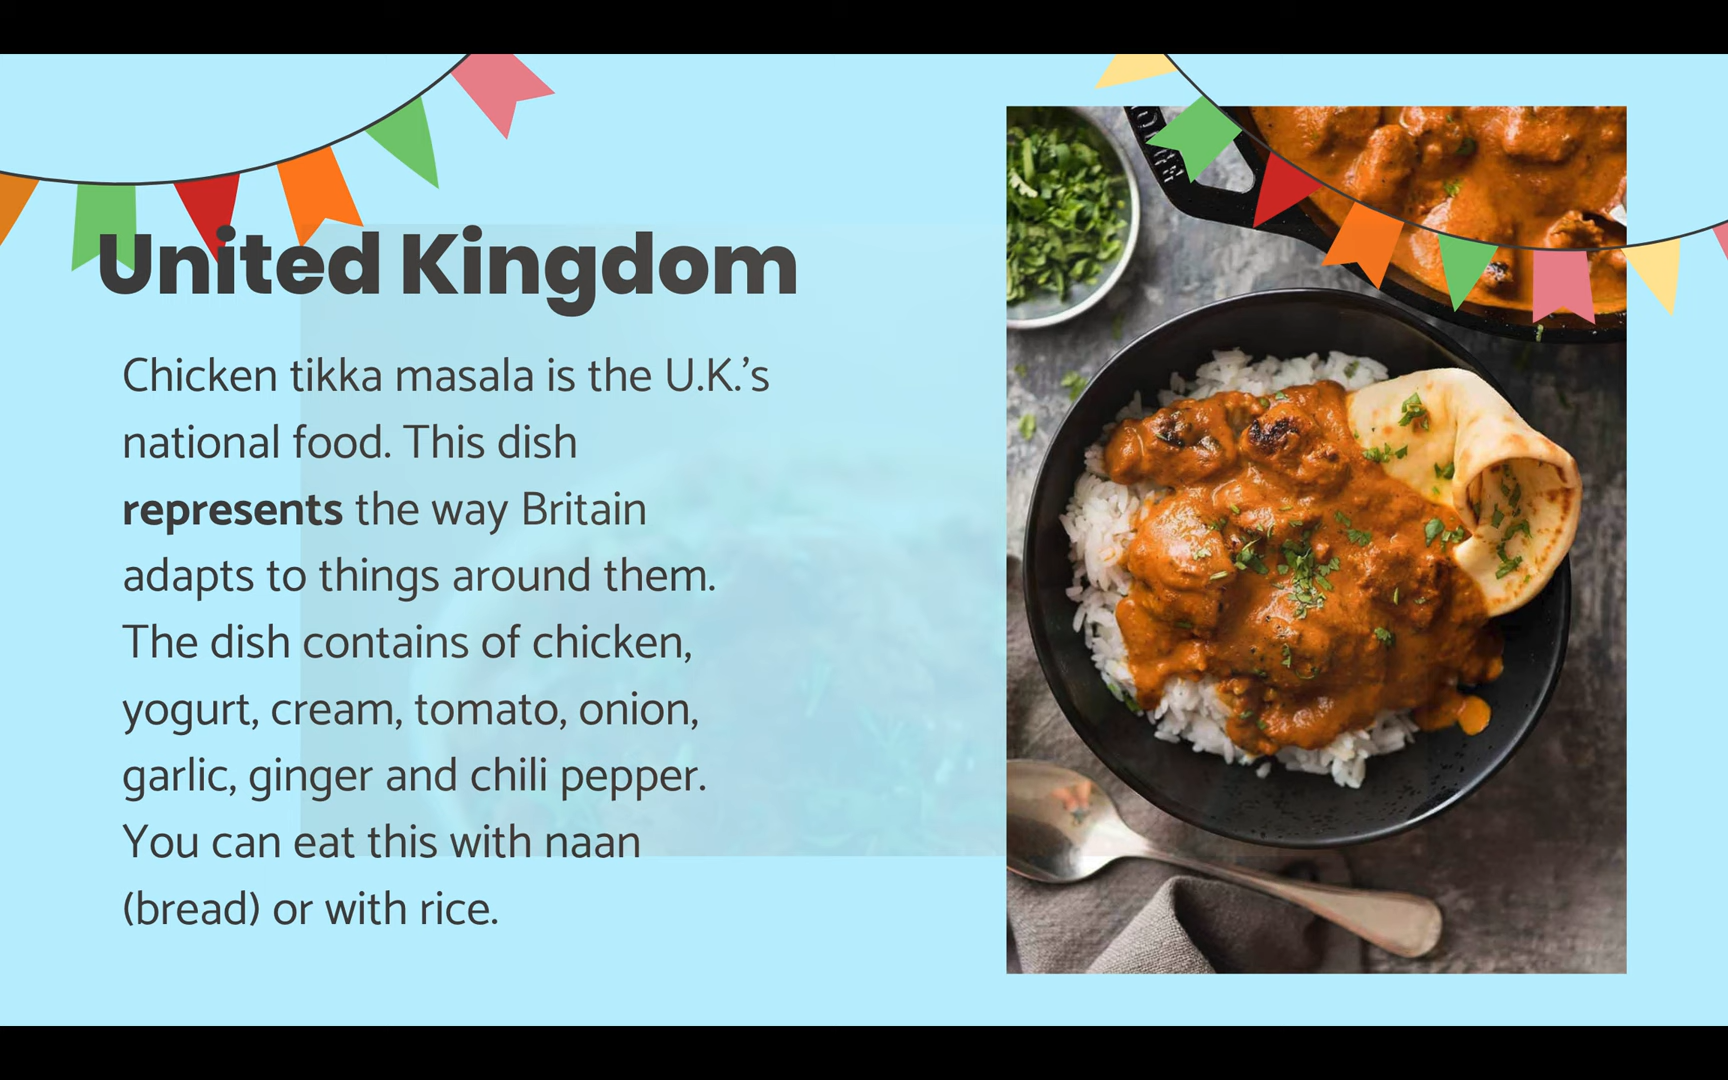 United Kingdom
Chicken tikka masala is the U.K.’s
national food. This dish
represents the way Britain
adapts to things around them.
The dish contains of chicken,
yogurt, cream, tomato, onion,
garlic, ginger and chili pepper.
You can eat this with naan
(bread) or with rice.